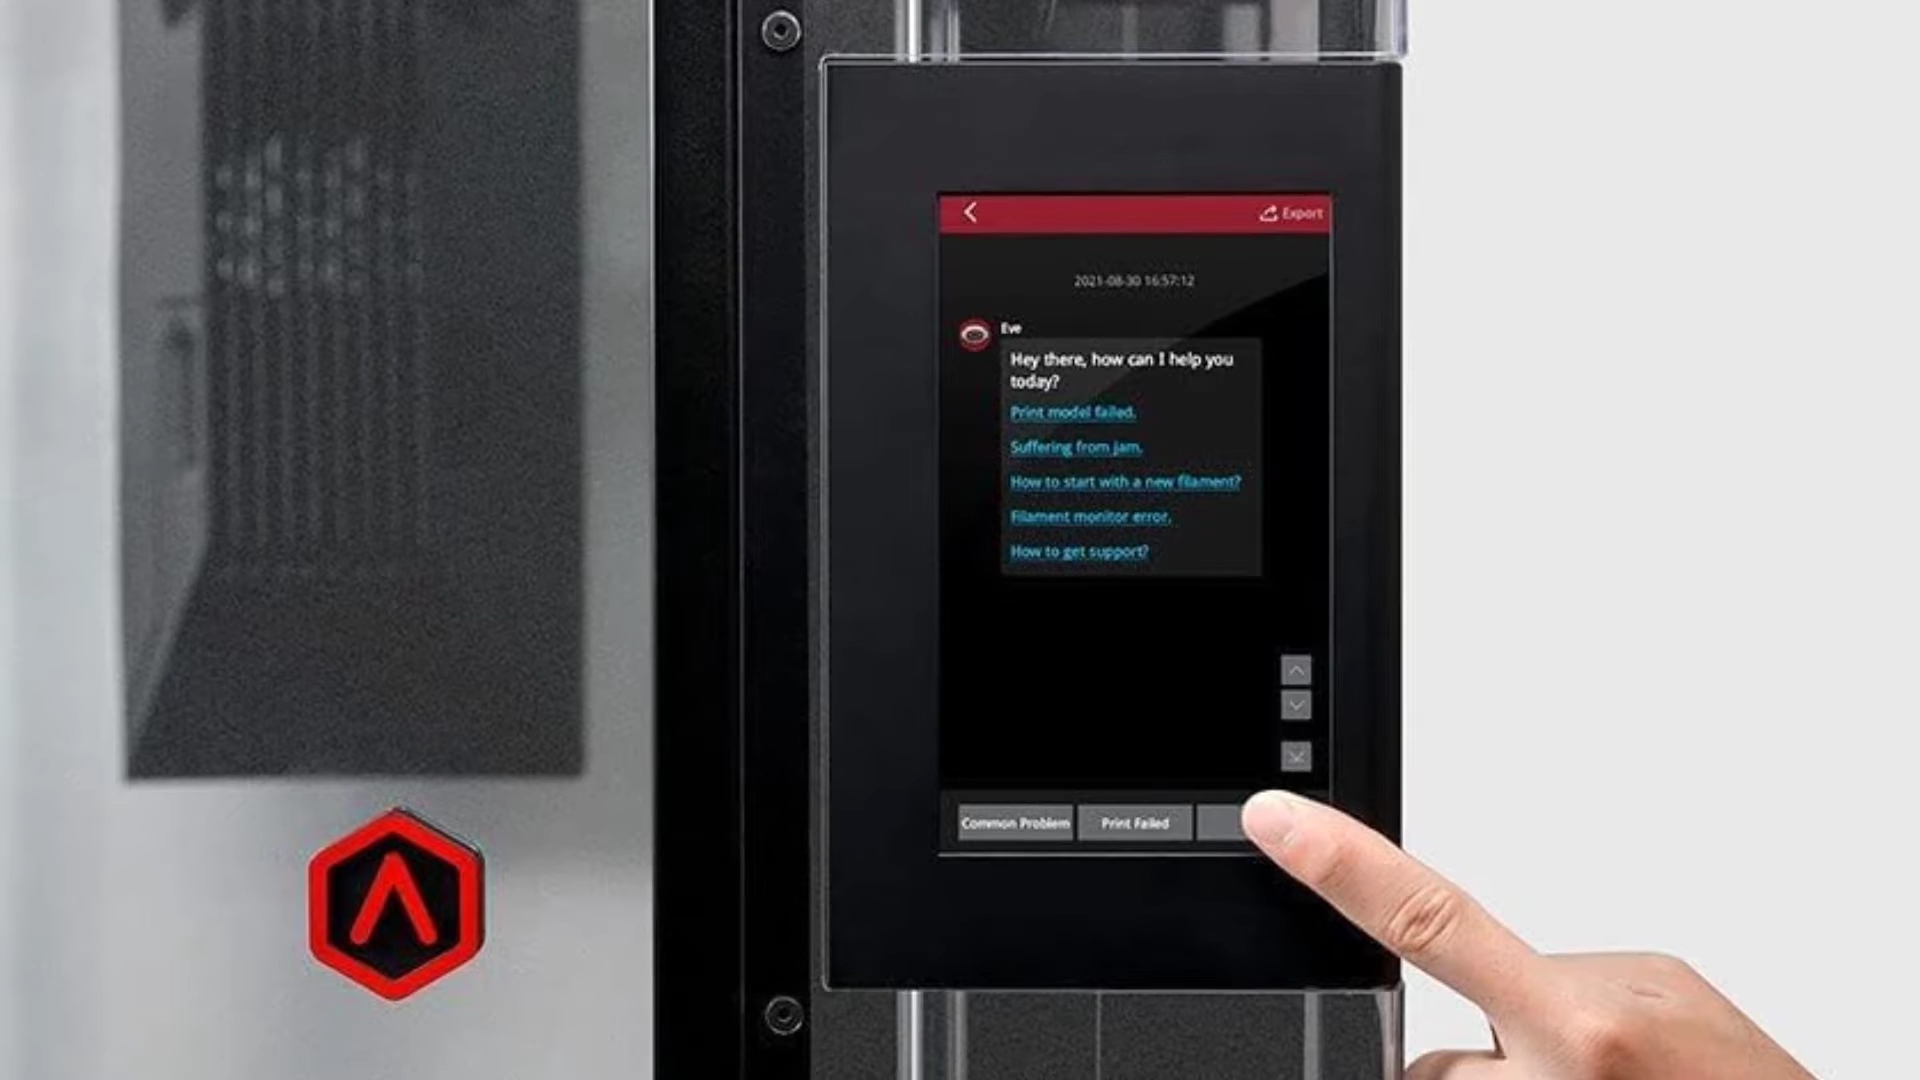 Export
2021-08-30 16:57:12
Eve
Hey there, how can I help you
today?
Print model failed.
Suffering from jam.
How to start with a new filament?
Filament monitor error.
How to get support?
Common Problem
Print Failed